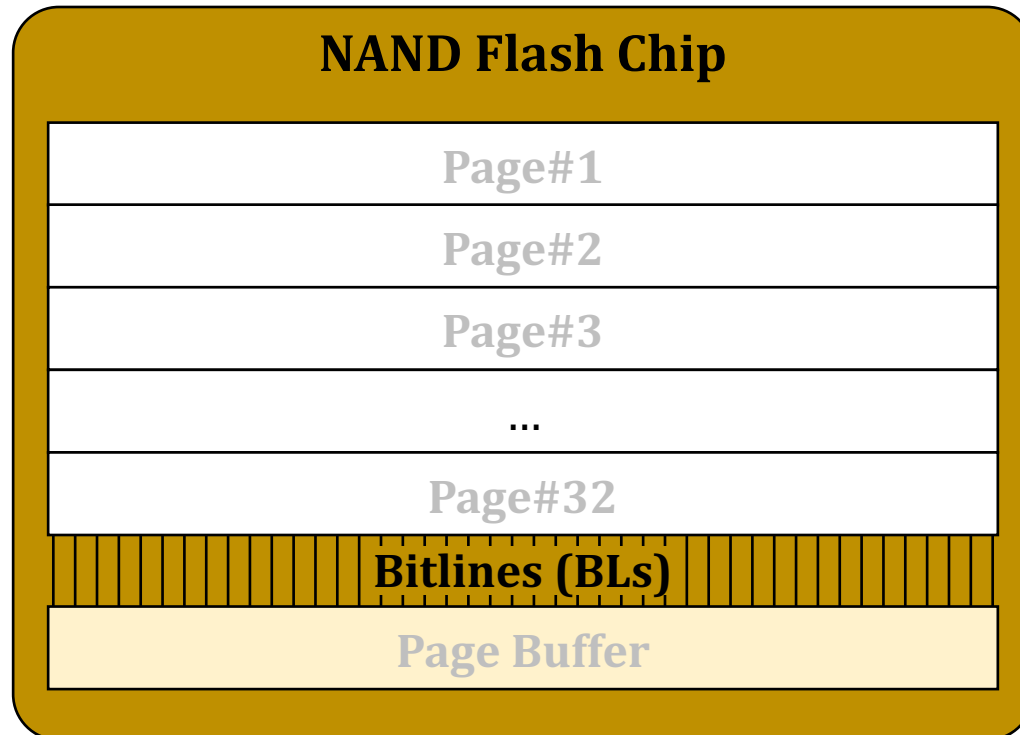 NAND Flash Chip
Page#1
Page#2
Page#3
...
Page#32
Bitlines (BLs)
Page Buffer